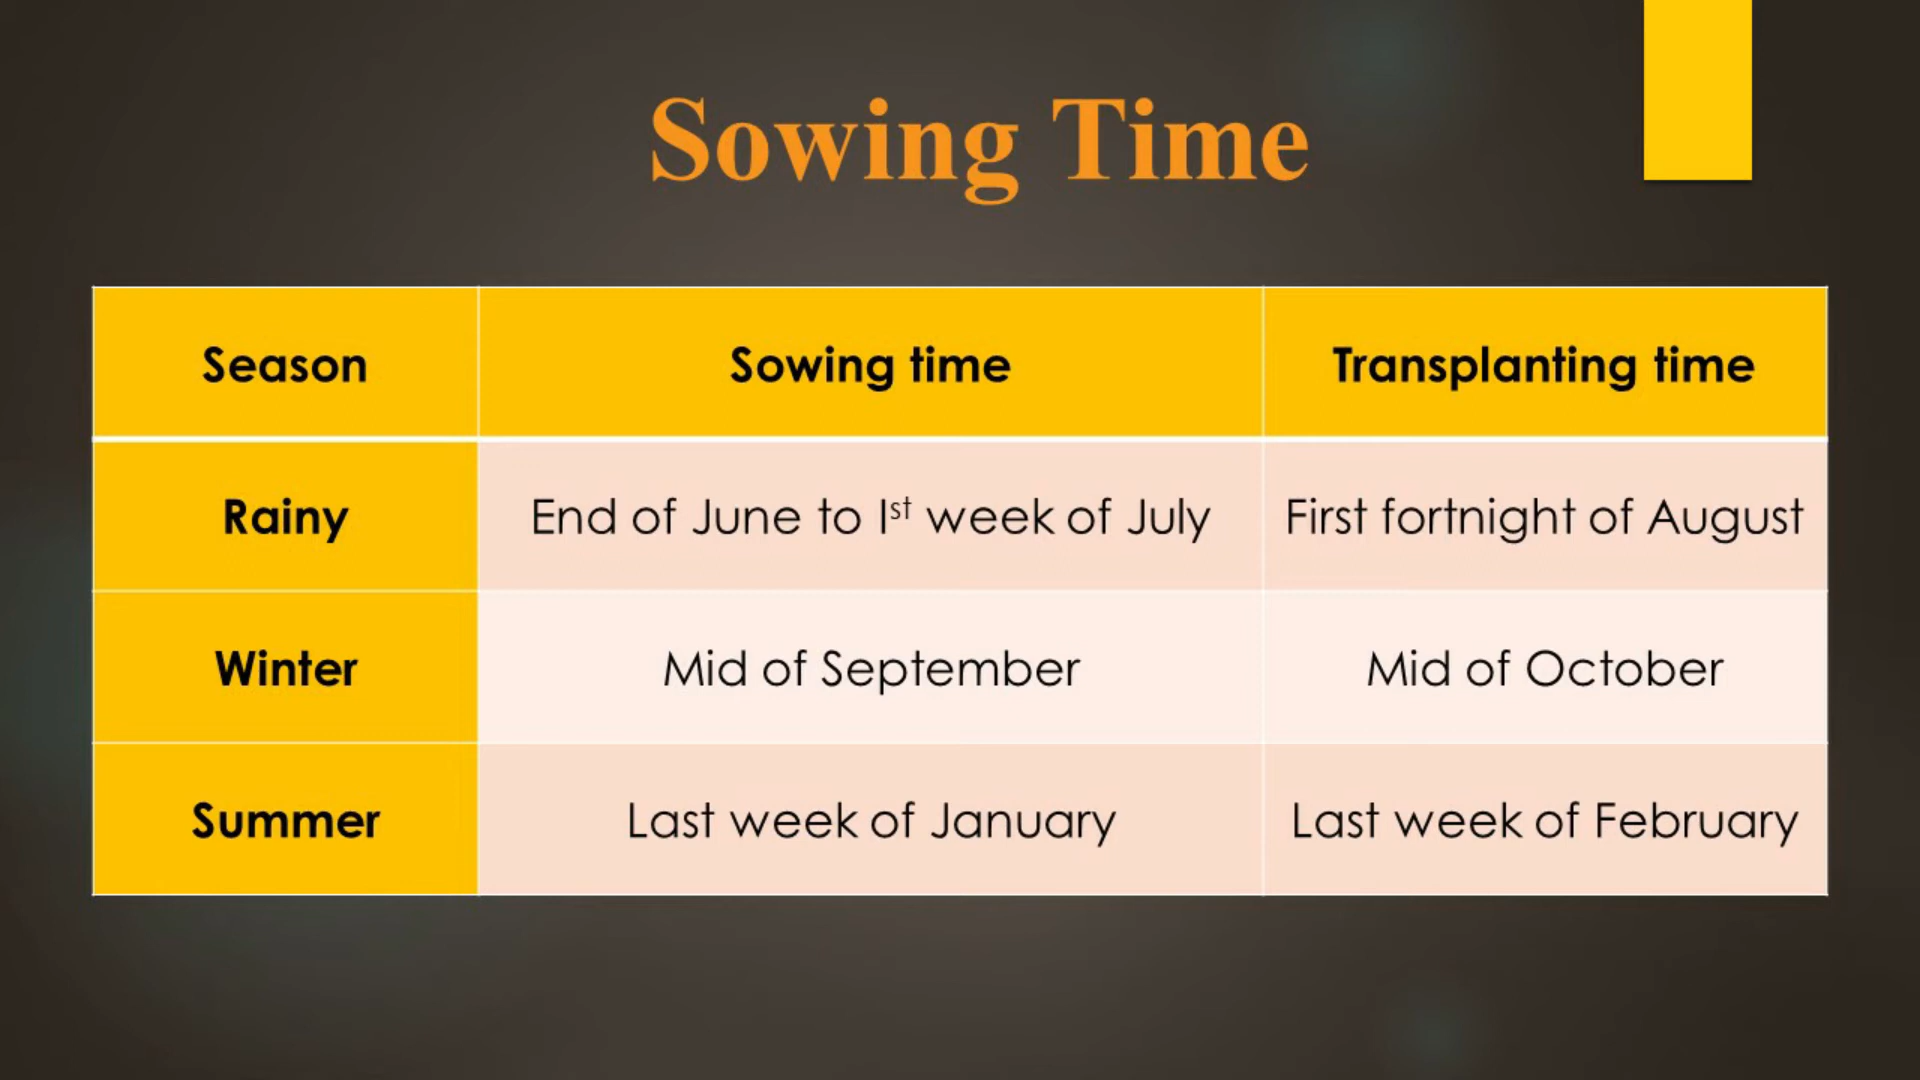 Sowing Time
Season Sowing time Transplanting time
Rainy End of June to Ist week of July First fortnight of August
Winter Mid of September Mid of October
Summer Last week of January Last week of February